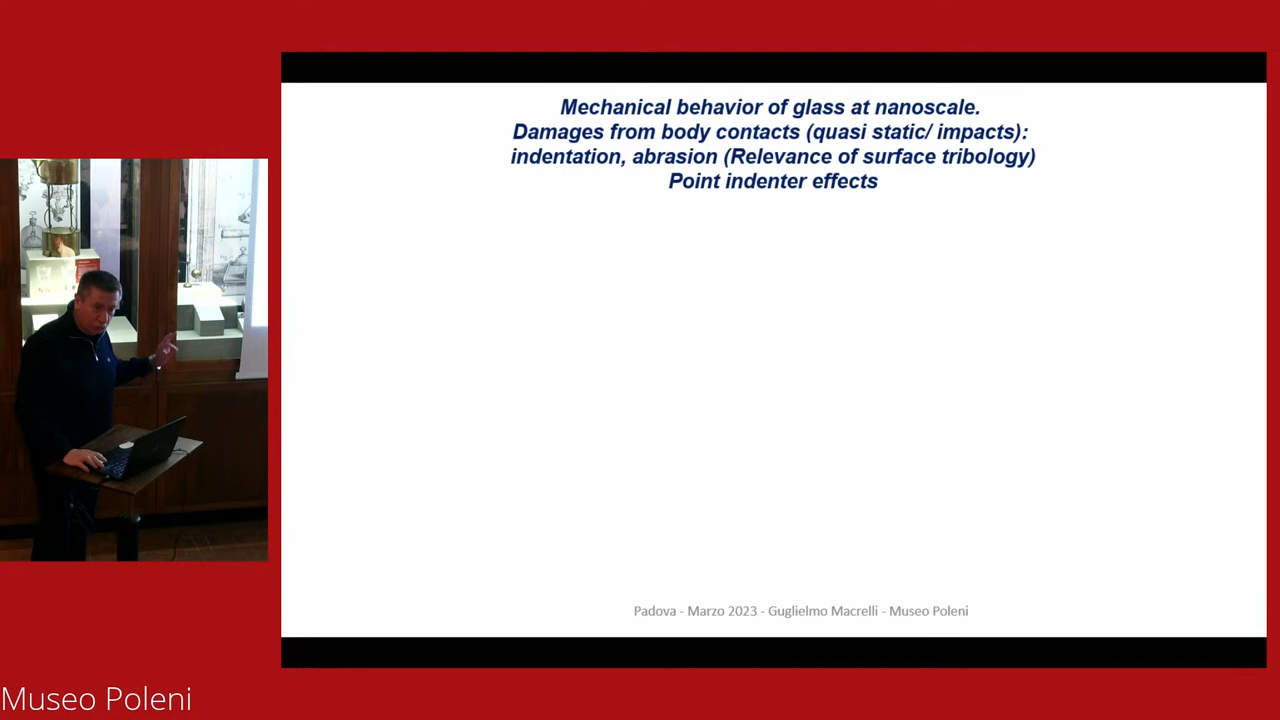 Mechanical behavior of glass at nanoscale.
Damages from body contacts (quasi static/ impacts):
indentation, abrasion (Relevance of surface tribology)
Point indenter effects
Padova - Marzo 2023 - Guglielmo Macrelli - Museo Poleni
Museo Poleni